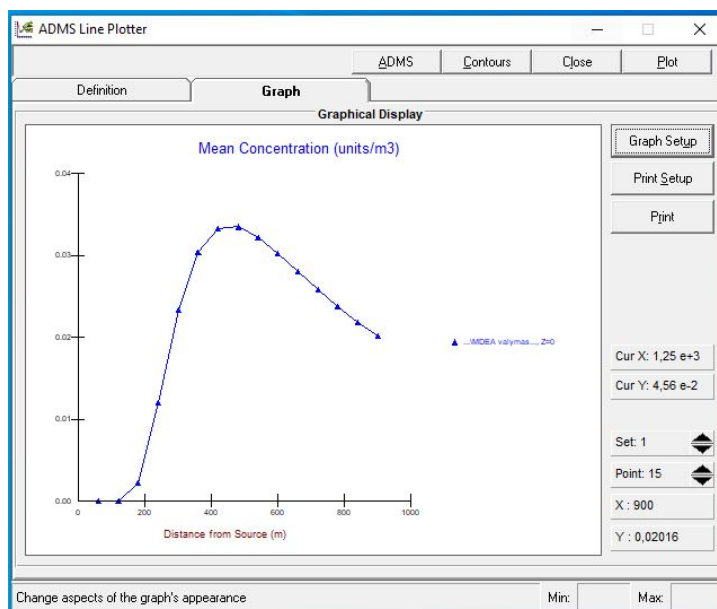 ADMS Line Plotter
ADMS Contours Close Plot
Definition Graph
Graphical Display
Mean Concentration (units/m3)
Graph Setup
Print Setup
Print
0.04
0.03
0.02
0.01
0.00
0 200 400 600 800 1000
Distance from Source (m)
...\MDEA valymas..., Z=0
Cur X: 1,25 e+3
Cur Y: 4,56 e-2
Set: 1
Point: 15
X : 900
Y : 0,02016
Change aspects of the graph's appearance Min: Max: